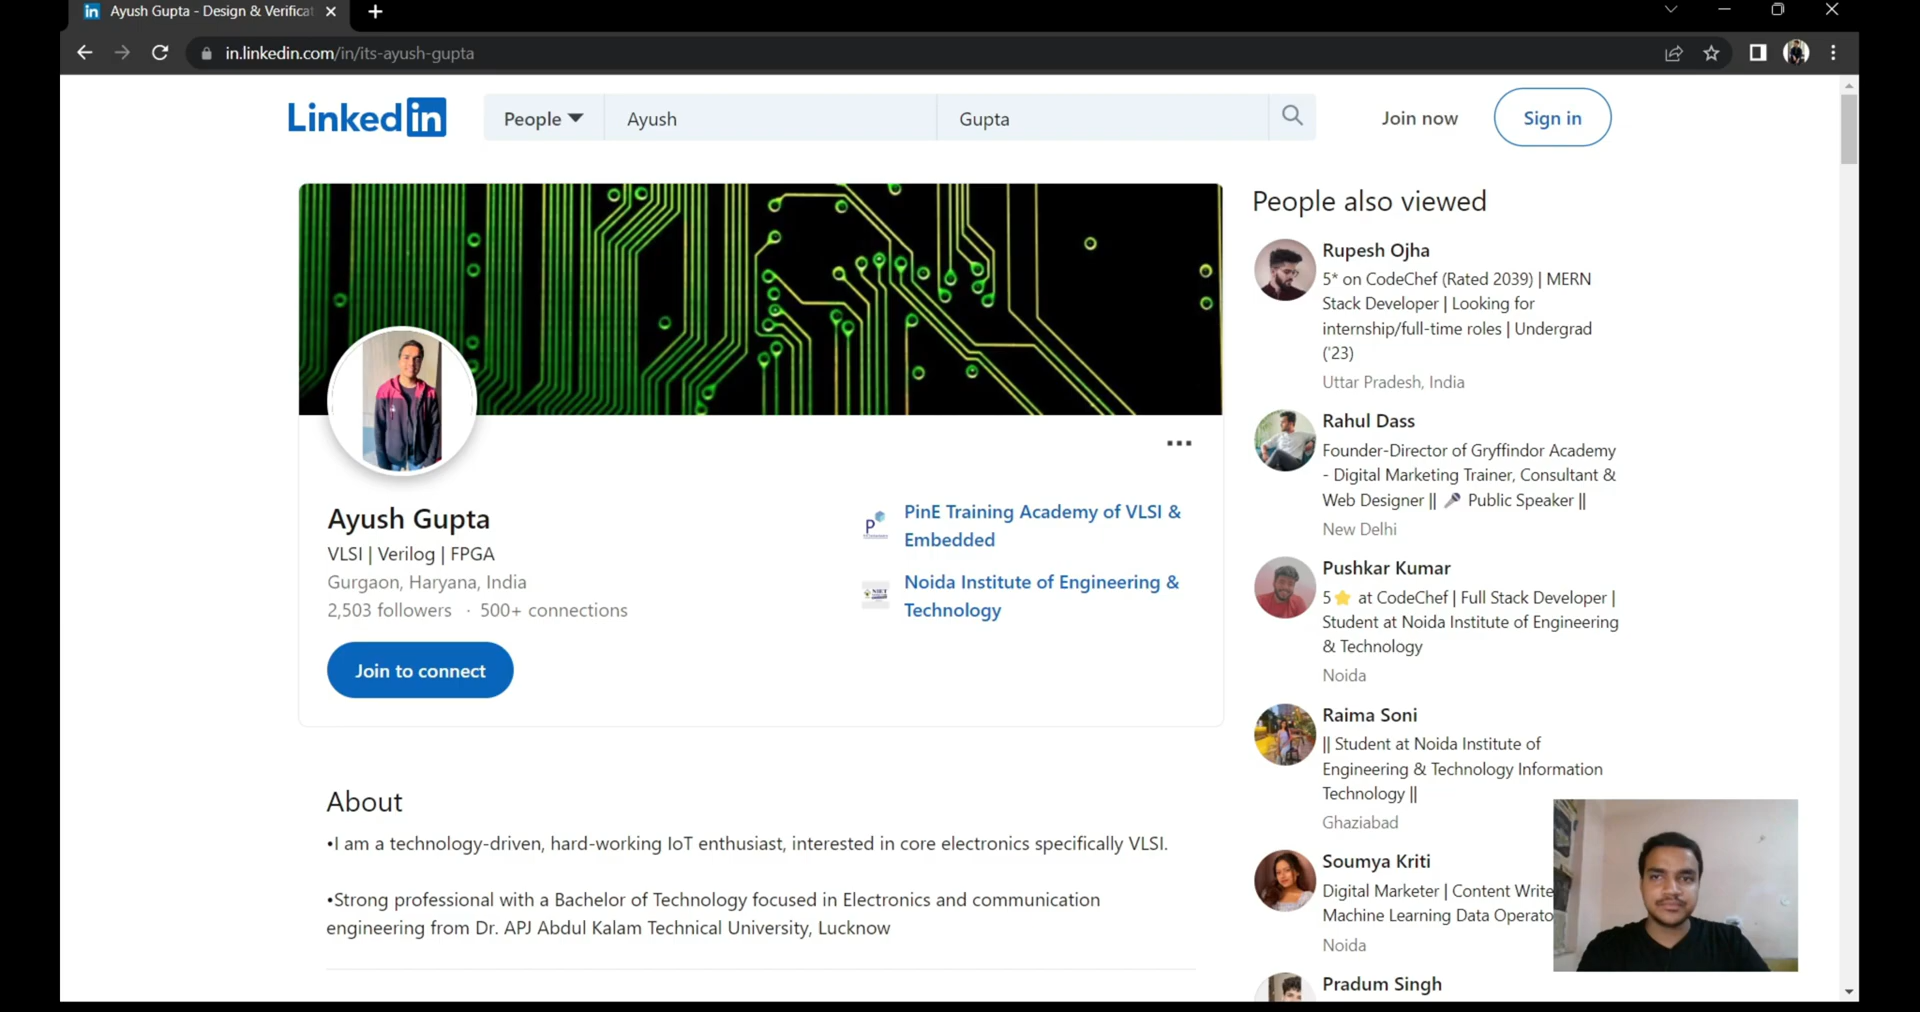 Ayush Gupta - Design & Verificat
in.linkedin.com/in/its-ayush-gupta
Linked in
People
Ayush
Gupta
Join now
Sign in
Ayush Gupta
VLSI | Verilog | FPGA
Gurgaon, Haryana, India
2,503 followers · 500+ connections
Join to connect
PinE Training Academy of VLSI &
Embedded
Noida Institute of Engineering &
Technology
About
•I am a technology-driven, hard-working IoT enthusiast, interested in core electronics specifically VLSI.
•Strong professional with a Bachelor of Technology focused in Electronics and communication
engineering from Dr. APJ Abdul Kalam Technical University, Lucknow
People also viewed
Rupesh Ojha
5* on CodeChef (Rated 2039) | MERN
Stack Developer | Looking for
internship/full-time roles | Undergrad
('23)
Uttar Pradesh, India
Rahul Dass
Founder-Director of Gryffindor Academy
- Digital Marketing Trainer, Consultant &
Web Designer || 🎤 Public Speaker ||
New Delhi
Pushkar Kumar
5⭐ at CodeChef | Full Stack Developer |
Student at Noida Institute of Engineering
& Technology
Noida
Raima Soni
|| Student at Noida Institute of
Engineering & Technology Information
Technology ||
Ghaziabad
Soumya Kriti
Digital Marketer | Content Write
Machine Learning Data Operato
Noida
Pradum Singh